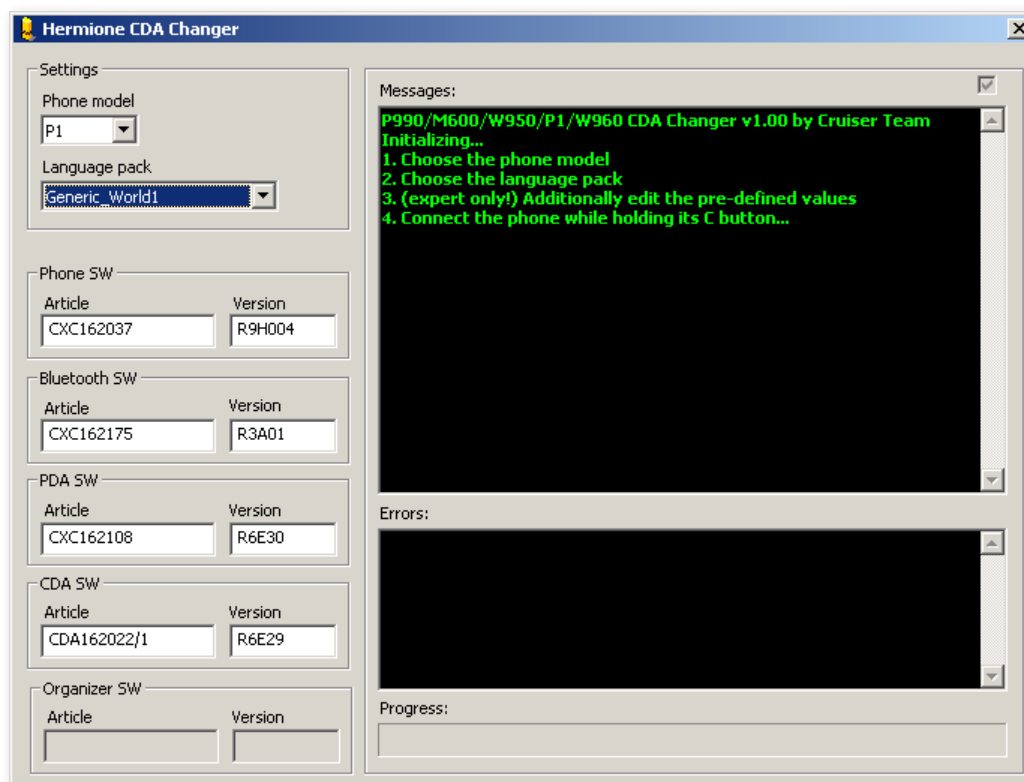 Hermione CDA Changer
Settings
Phone model
P1
Language pack
Generic_World1
Phone SW
Article Version
CXC162037 R9H004
Bluetooth SW
Article Version
CXC162175 R3A01
PDA SW
Article Version
CXC162108 R6E30
CDA SW
Article Version
CDA162022/1 R6E29
Organizer SW
Article Version
Messages:
P990/M600/W950/P1/W960 CDA Changer v1.00 by Cruiser Team
Initializing...
1. Choose the phone model
2. Choose the language pack
3. (expert only!) Additionally edit the pre-defined values
4. Connect the phone while holding its C button...
Errors:
Progress: